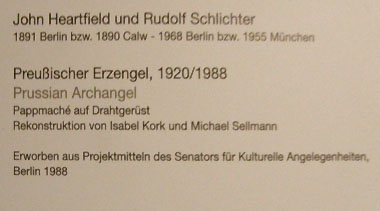 John Heartfield und Rudolf Schlichter
1891 Berlin bzw. 1890 Calw - 1968 Berlin bzw. 1955 München
Preußischer Erzengel, 1920/1988
Prussian Archangel
Pappmaché auf Drahtgerüst
Rekonstruktion von Isabel Kork und Michael Sellmann
Erworben aus Projektmitteln des Senators für Kulturelle Angelegenheiten,
Berlin 1988